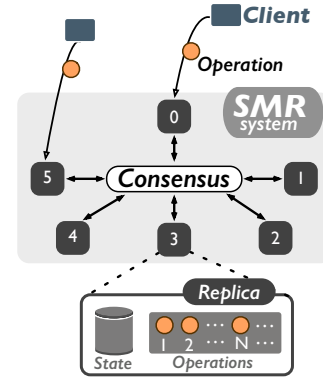 Client
Operation
0
SMR
system
5
Consensus
1
4
3
2
Replica
1 2 ··· N ···
State
Operations